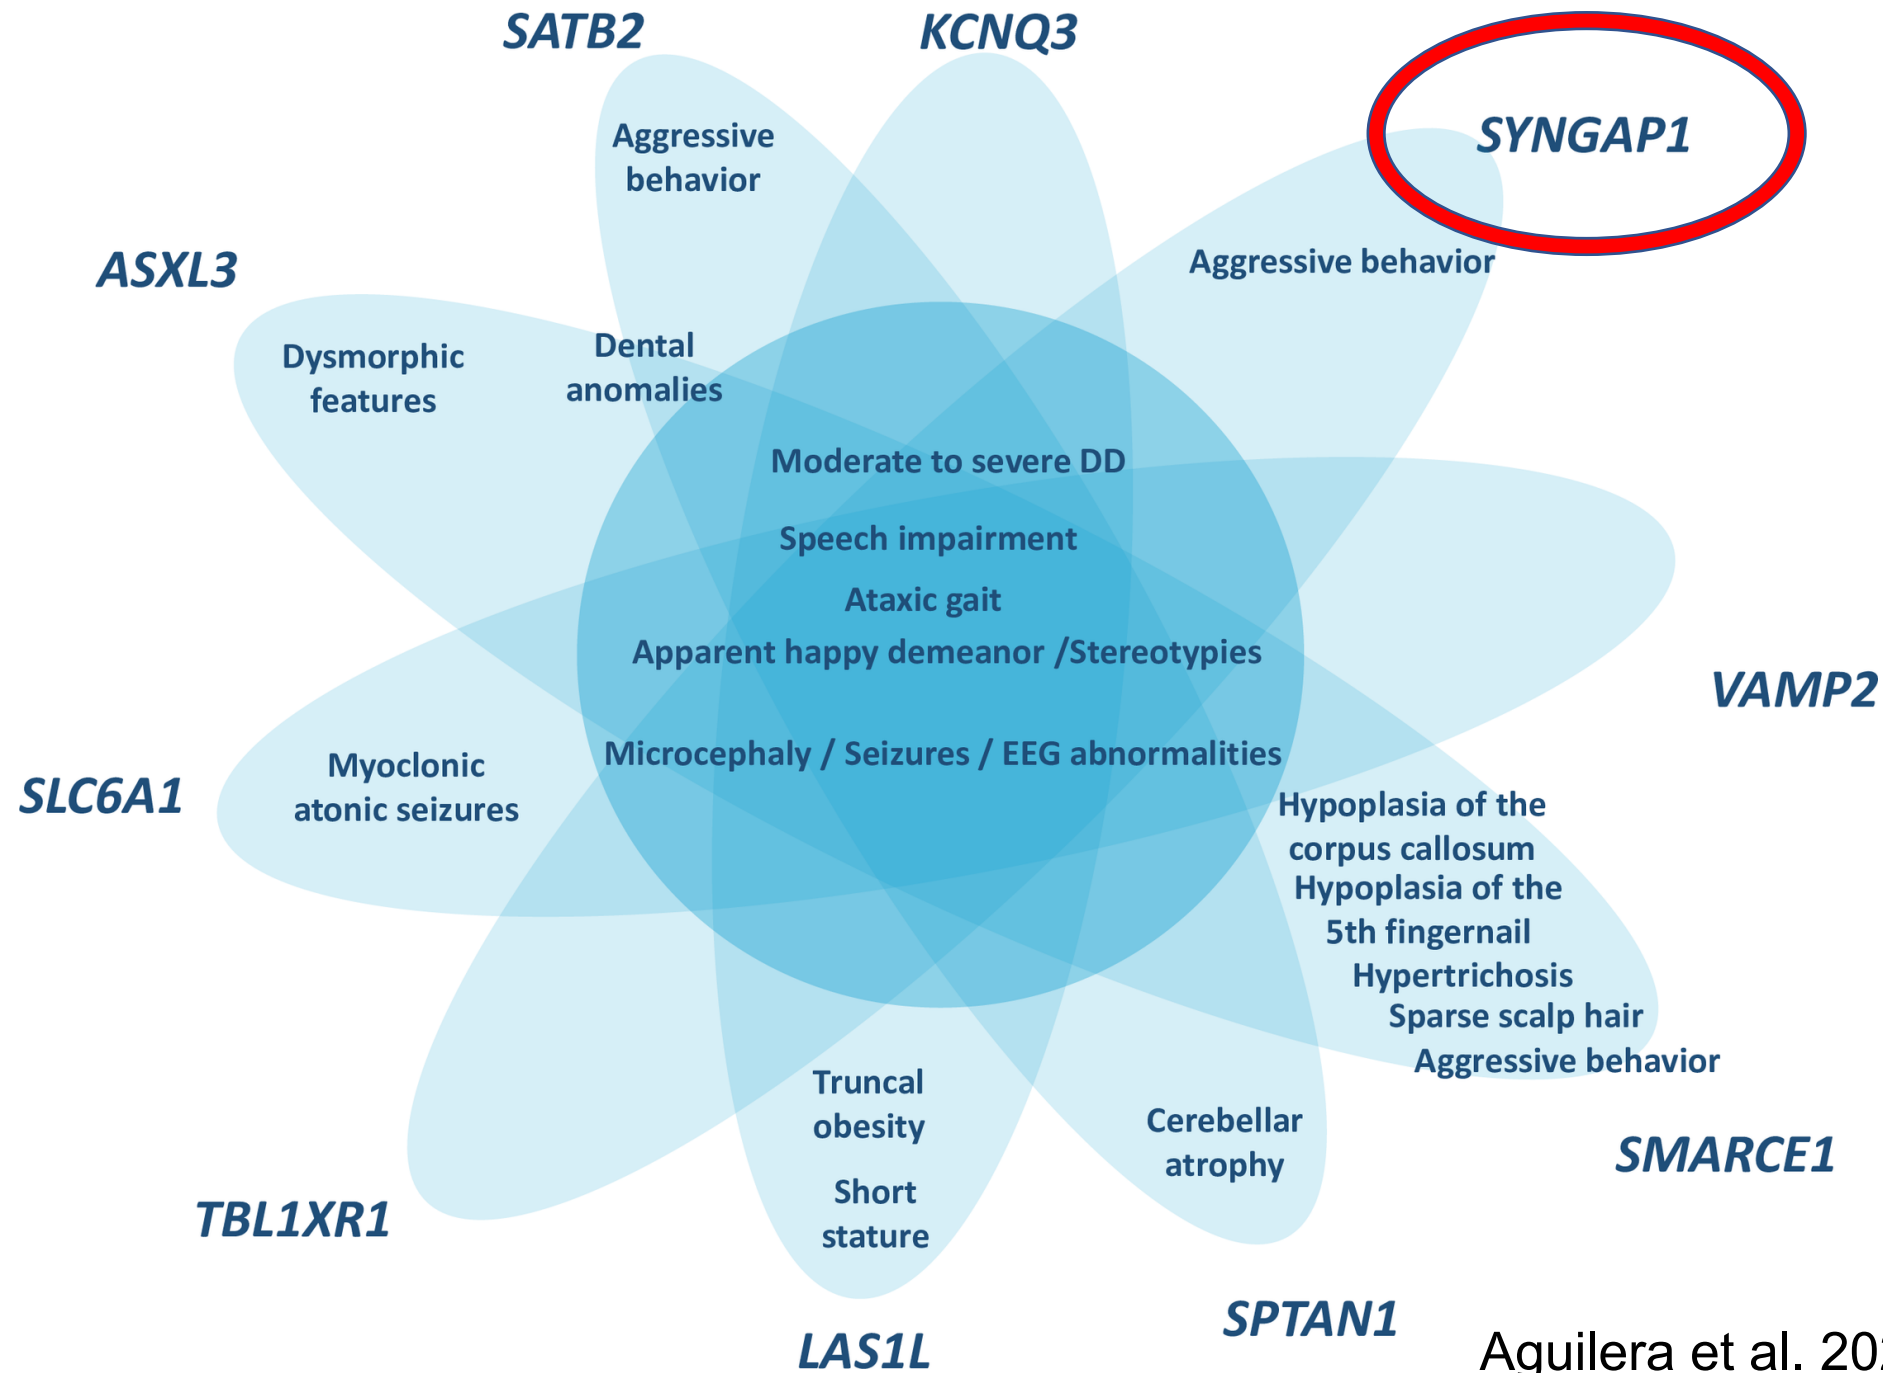 SATB2
KCNQ3
SYNGAP1
Aggressive
behavior
Aggressive behavior
ASXL3
Dysmorphic
features
Dental
anomalies
Moderate to severe DD
Speech impairment
Ataxic gait
Apparent happy demeanor /Stereotypies
Microcephaly / Seizures / EEG abnormalities
VAMP2
SLC6A1
Myoclonic
atonic seizures
Hypoplasia of the
corpus callosum
Hypoplasia of the
5th fingernail
Hypertrichosis
Sparse scalp hair
Aggressive behavior
SMARCE1
Truncal
obesity
Short
stature
Cerebellar
atrophy
TBL1XR1
LAS1L
SPTAN1
Aguilera et al.